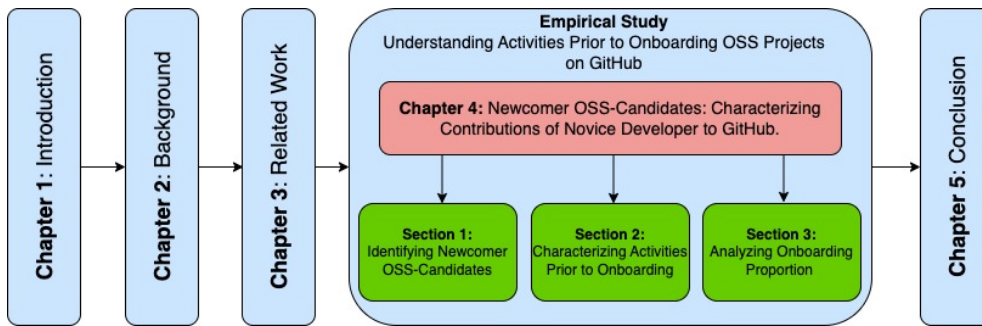 Chapter 1: Introduction
Chapter 2: Background
Chapter 3: Related Work
Empirical Study
Understanding Activities Prior to Onboarding OSS Projects
on GitHub
Chapter 4: Newcomer OSS-Candidates: Characterizing
Contributions of Novice Developer to GitHub.
Section 1:
Identifying Newcomer
OSS-Candidates
Section 2:
Characterizing Activities
Prior to Onboarding
Section 3:
Analyzing Onboarding
Proportion
Chapter 5: Conclusion